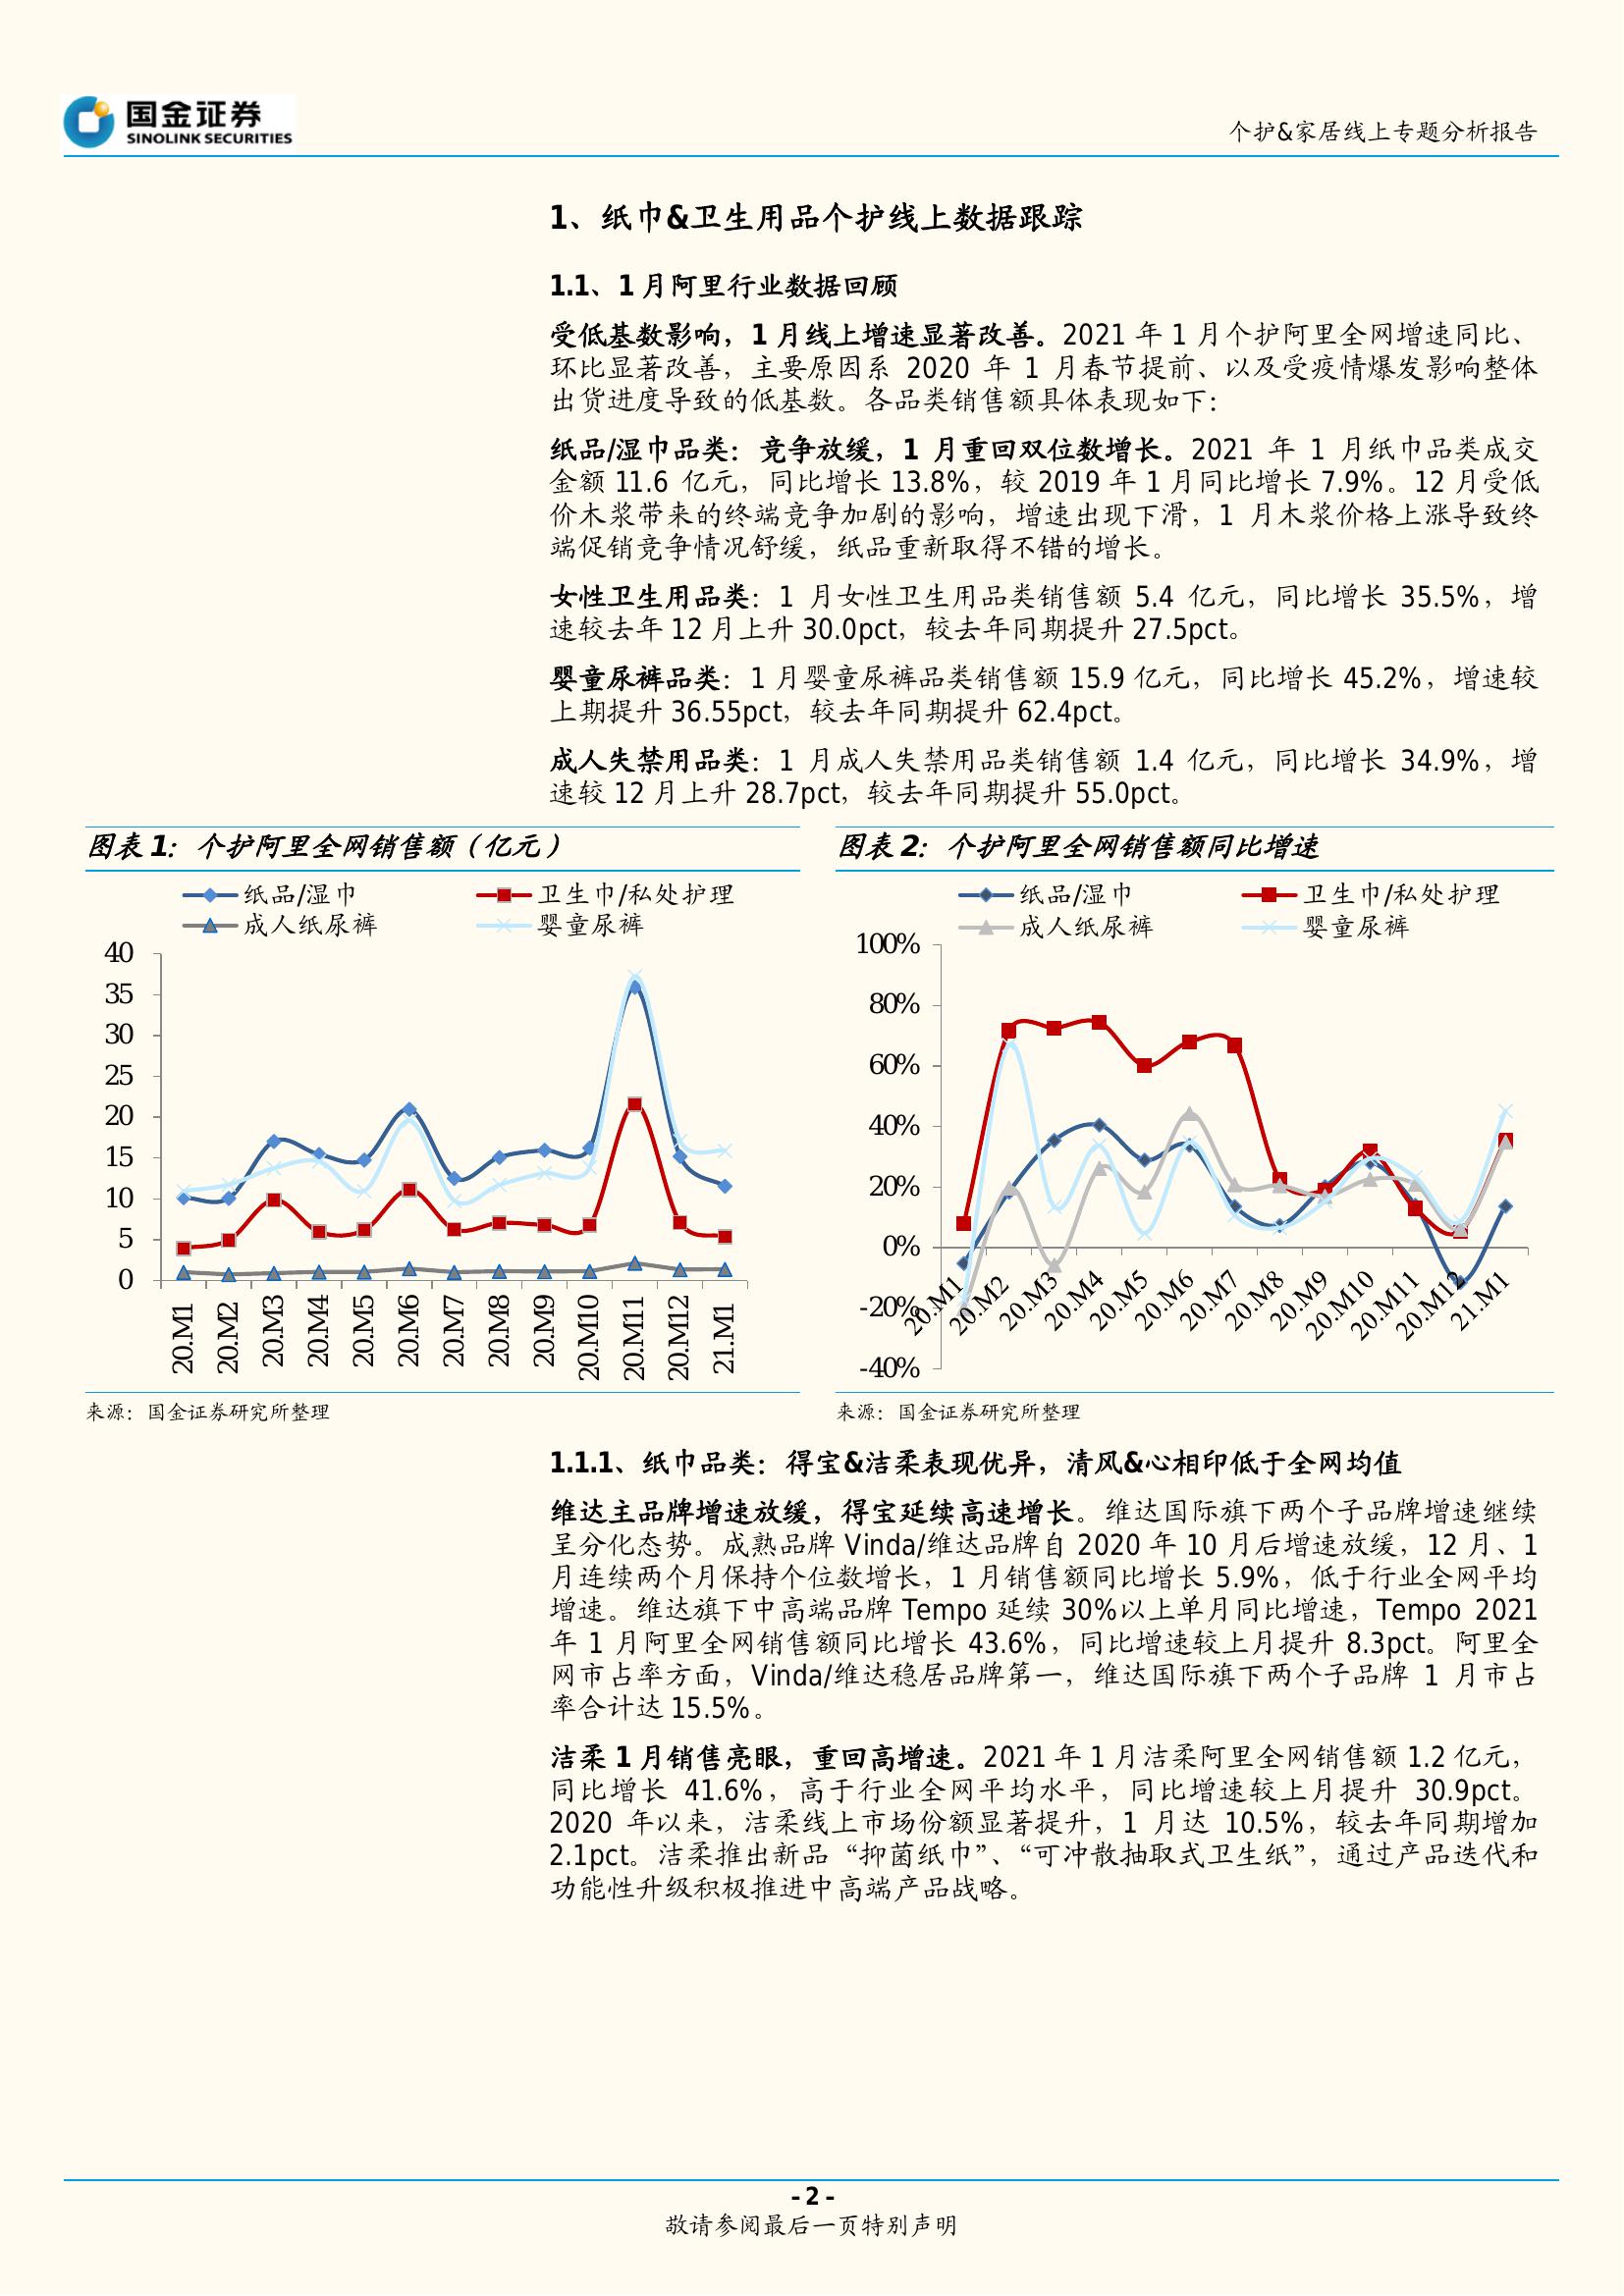 国金证券
SINOLINK SECURITIES
个护&家居线上专题分析报告
1、纸巾&卫生用品个护线上数据跟踪
1.1、1 月阿里行业数据回顾
受低基数影响，1 月线上增速显著改善。2021 年 1 月个护阿里全网增速同比、
环比显著改善，主要原因系 2020 年 1 月春节提前、以及受疫情爆发影响整体
出货进度导致的低基数。各品类销售额具体表现如下：
纸品/湿巾品类：竞争放缓，1 月重回双位数增长。2021 年 1 月纸巾品类成交
金额 11.6 亿元，同比增长 13.8%，较 2019 年 1 月同比增长 7.9%。12 月受低
价木浆带来的终端竞争加剧的影响，增速出现下滑，1 月木浆价格上涨导致终
端促销竞争情况舒缓，纸品重新取得不错的增长。
女性卫生用品类：1 月女性卫生用品类销售额 5.4 亿元，同比增长 35.5%，增
速较去年 12 月上升 30.0pct，较去年同期提升 27.5pct。
婴童尿裤品类：1 月婴童尿裤品类销售额 15.9 亿元，同比增长 45.2%，增速较
上期提升 36.55pct，较去年同期提升 62.4pct。
成人失禁用品类：1 月成人失禁用品类销售额 1.4 亿元，同比增长 34.9%，增
速较 12 月上升 28.7pct，较去年同期提升 55.0pct。
图表 1：个护阿里全网销售额（亿元）
纸品/湿巾 卫生巾/私处护理
成人纸尿裤 婴童尿裤
40
35
30
25
20
15
10
5
0
20.M1 20.M2 20.M3 20.M4 20.M5 20.M6 20.M7 20.M8 20.M9 20.M10 20.M11 20.M12 21.M1
来源：国金证券研究所整理
图表 2：个护阿里全网销售额同比增速
纸品/湿巾 卫生巾/私处护理
成人纸尿裤 婴童尿裤
100%
80%
60%
40%
20%
0%
-20%
-40%
20.M1 20.M2 20.M3 20.M4 20.M5 20.M6 20.M7 20.M8 20.M9 20.M10 20.M11 20.M12 21.M1
来源：国金证券研究所整理
1.1.1、纸巾品类：得宝&洁柔表现优异，清风&心相印低于全网均值
维达主品牌增速放缓，得宝延续高速增长。维达国际旗下两个子品牌增速继续
呈分化态势。成熟品牌 Vinda/维达品牌自 2020 年 10 月后增速放缓，12 月、1
月连续两个月保持个位数增长，1 月销售额同比增长 5.9%，低于行业全网平均
增速。维达旗下中高端品牌 Tempo 延续 30%以上单月同比增速，Tempo 2021
年 1 月阿里全网销售额同比增长 43.6%，同比增速较上月提升 8.3pct。阿里全
网市占率方面，Vinda/维达稳居品牌第一，维达国际旗下两个子品牌 1 月市占
率合计达 15.5%。
洁柔 1 月销售亮眼，重回高增速。2021 年 1 月洁柔阿里全网销售额 1.2 亿元，
同比增长 41.6%，高于行业全网平均水平，同比增速较上月提升 30.9pct。
2020 年以来，洁柔线上市场份额显著提升，1 月达 10.5%，较去年同期增加
2.1pct。洁柔推出新品“抑菌纸巾”、“可冲散抽取式卫生纸”，通过产品迭代和
功能性升级积极推进中高端产品战略。
- 2 -
敬请参阅最后一页特别声明